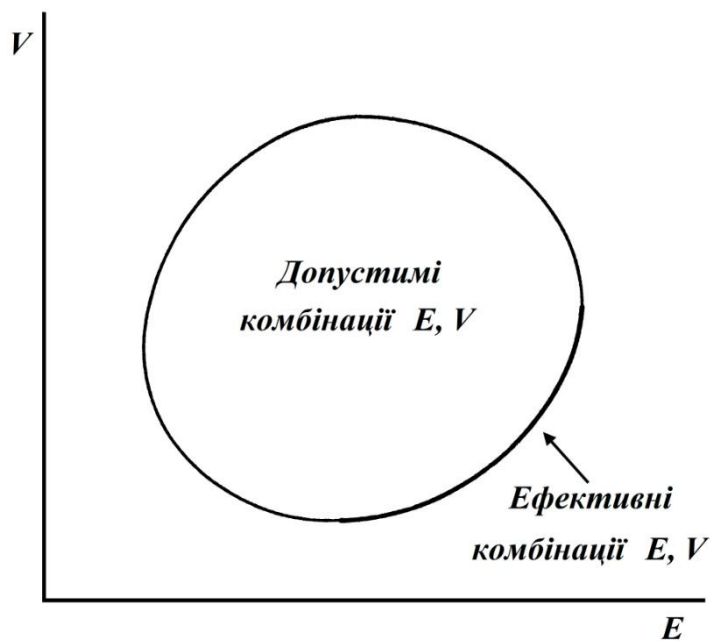 V
Допустимі
комбінації E, V
Ефективні
комбінації E, V
E